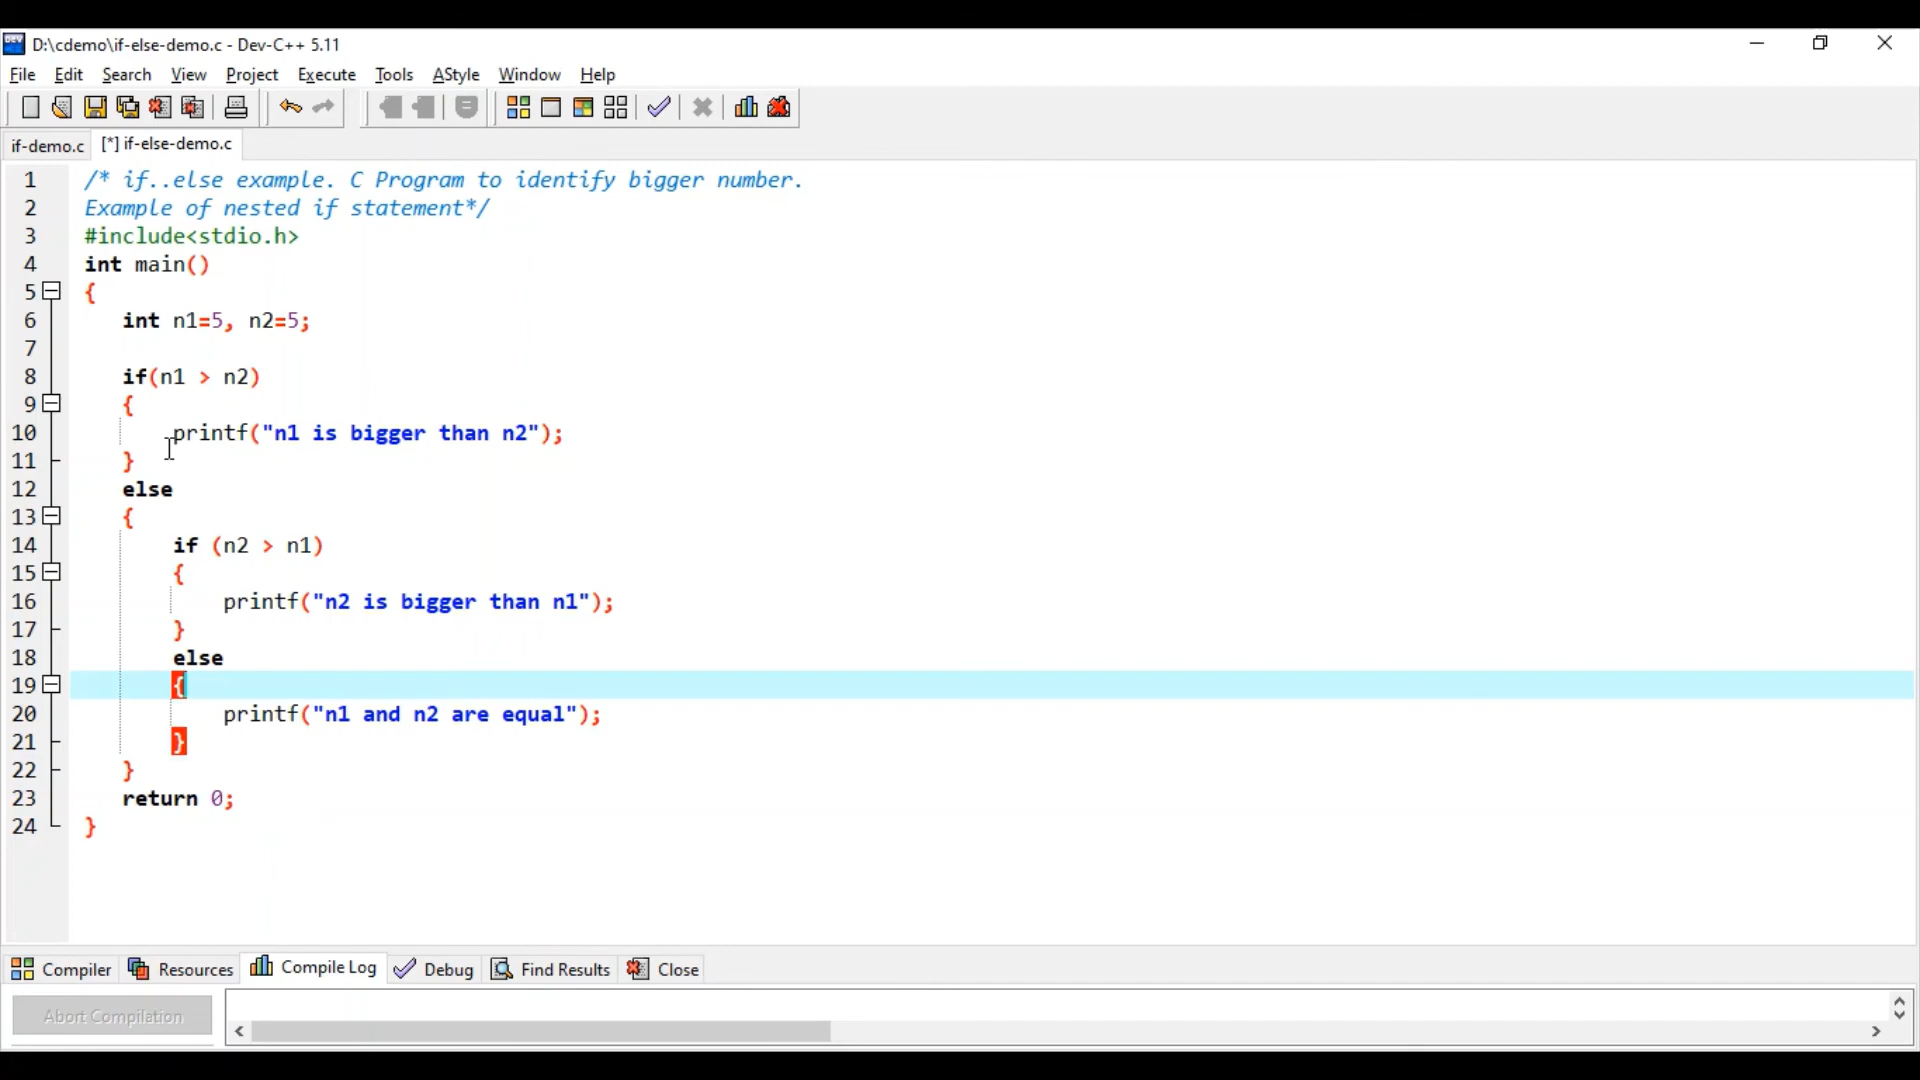 D:\cdemo\if-else-demo.c - Dev-C++ 5.11
File Edit Search View Project Execute Tools AStyle Window Help
if-demo.c [*] if-else-demo.c
1 /* if..else example. C Program to identify bigger number.
2 Example of nested if statement*/
3 #include<stdio.h>
4 int main()
5 {
6 int n1=5, n2=5;
7
8 if(n1 > n2)
9 {
10 printf("n1 is bigger than n2");
11 }
12 else
13 {
14 if (n2 > n1)
15 {
16 printf("n2 is bigger than n1");
17 }
18 else
19 {
20 printf("n1 and n2 are equal");
21 }
22 }
23 return 0;
24 }
Compiler Resources Compile Log Debug Find Results Close
Abort Compilation